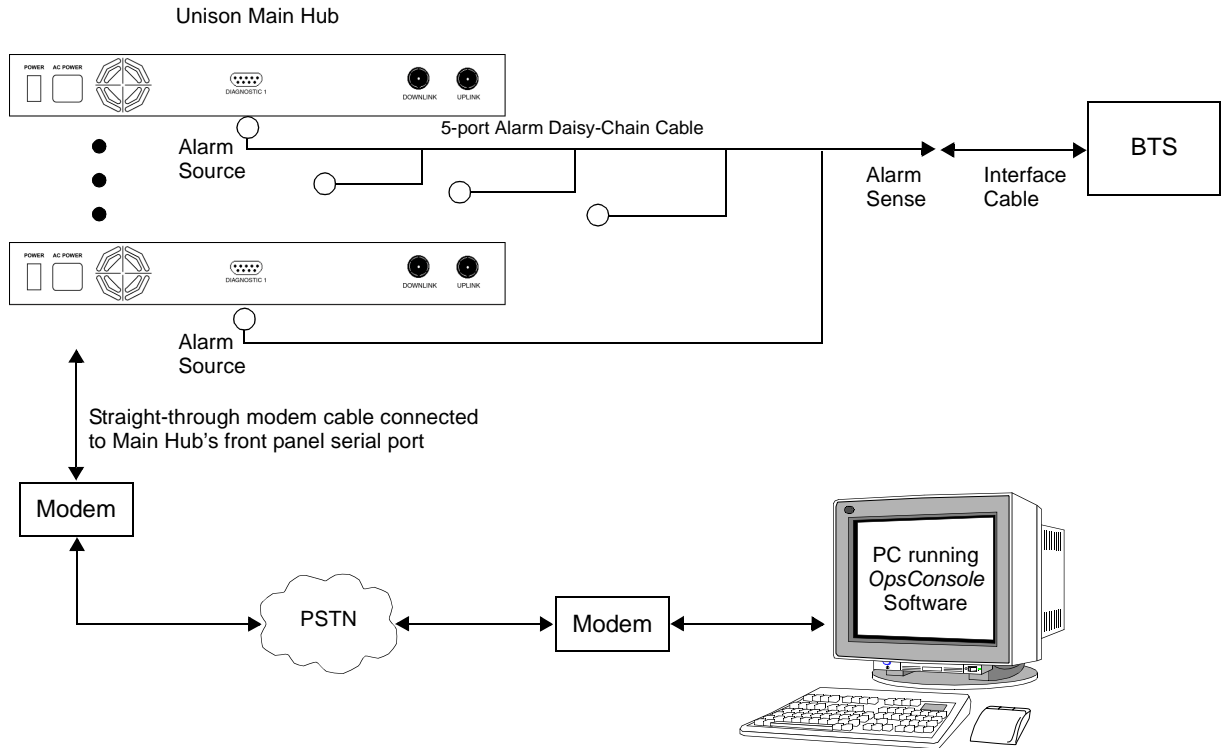 Unison Main Hub
POWER AC POWER
DIAGNOSTIC 1
DOWNLINK UPLINK
5-port Alarm Daisy-Chain Cable
Alarm
Source
Alarm
Sense
Interface
Cable
BTS
POWER AC POWER
DIAGNOSTIC 1
DOWNLINK UPLINK
Alarm
Source
Straight-through modem cable connected
to Main Hub's front panel serial port
Modem
PSTN
Modem
PC running
OpsConsole
Software